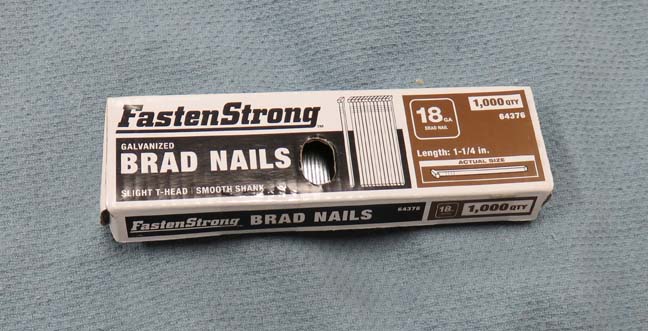 FastenStrong™
GALVANIZED
BRAD NAILS
SLIGHT T-HEAD SMOOTH SHANK
18 GA
BRAD NAIL
1,000 QTY
64376
Length: 1-1/4 in.
ACTUAL SIZE
FastenStrong BRAD NAILS 64376 18 1,000 QTY